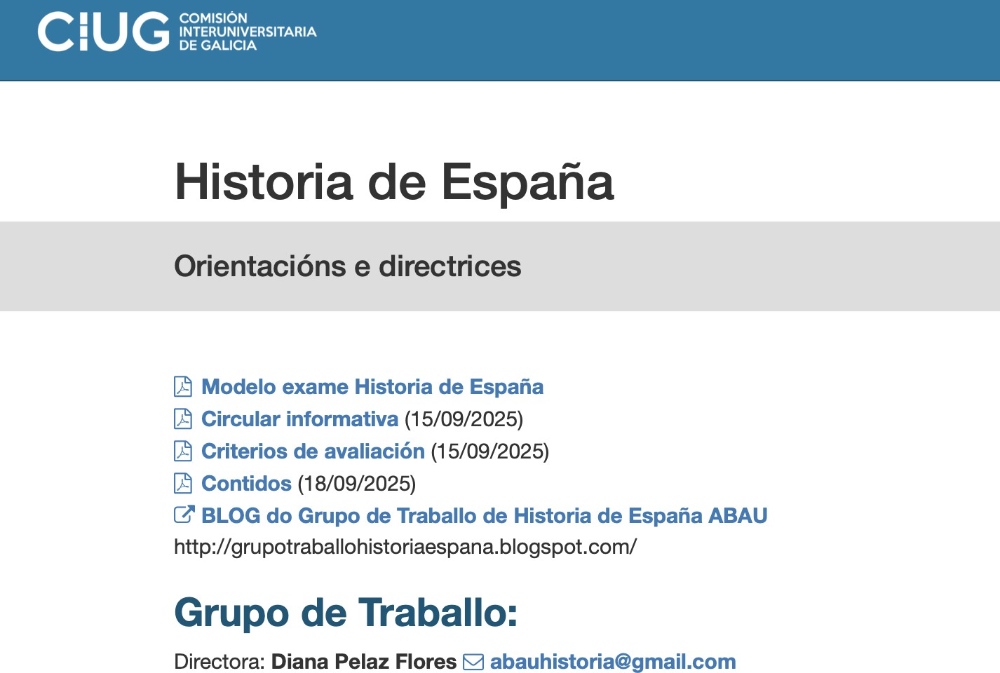 CIUG
COMISIÓN
INTERUNIVERSITARIA
DE GALICIA
Historia de España
Orientacións e directrices
Modelo exame Historia de España
Circular informativa (15/09/2025)
Criterios de avaliación (15/09/2025)
Contidos (18/09/2025)
BLOG do Grupo de Traballo de Historia de España ABAU
http://grupotraballohistoriaespana.blogspot.com/
Grupo de Traballo:
Directora: Diana Pelaz Flores abauhistoria@gmail.com